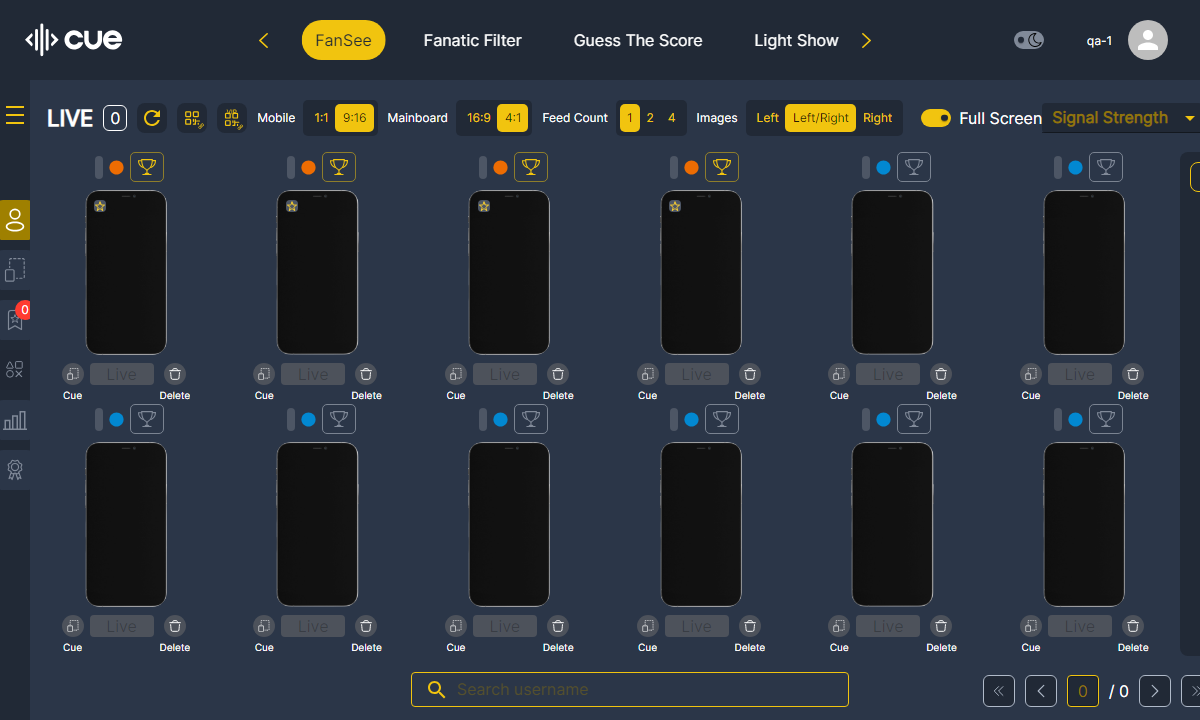 cue
FanSee
Fanatic Filter
Guess The Score
Light Show
qa-1
LIVE 0
Mobile 1:1 9:16
Mainboard 16:9 4:1
Feed Count 1 2 4
Images Left Left/Right Right
Full Screen
Signal Strength
0
Live Live Live Live Live Live
Cue Delete Cue Delete Cue Delete Cue Delete Cue Delete Cue Delete
Live Live Live Live Live Live
Cue Delete Cue Delete Cue Delete Cue Delete Cue Delete Cue Delete
Search username
0 / 0